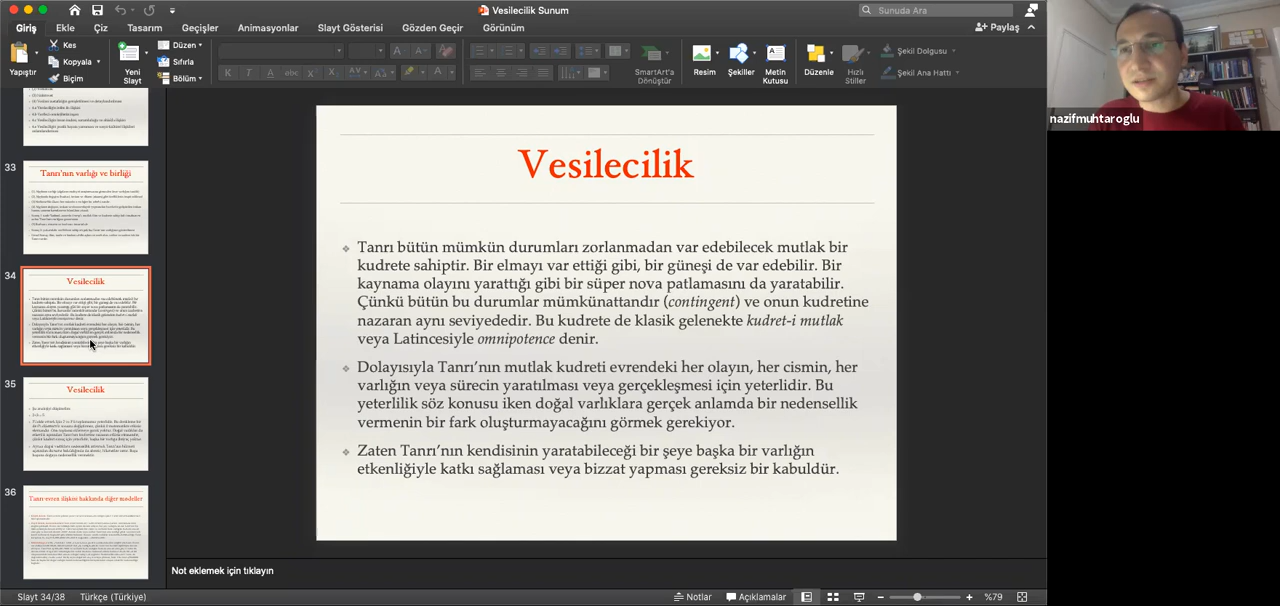 Vesilecilik Sunum
Sunuda Ara
Giriş Ekle Çiz Tasarım Geçişler Animasyonlar Slayt Gösterisi Gözden Geçir Görünüm
Paylaş
Yapıştır
Kes
Kopyala
Biçim
Yeni
Slayt
Düzen
Sıfırla
Bölüm
SmartArt'a
Dönüştür
Resim
Şekiller
Metin
Kutusu
Düzenle
Hızlı
Stiller
Şekil Dolgusu
Şekil Ana Hattı
nazifmuhtaroglu
33
Tanrı'nın varlığı ve birliği
34
Vesilecilik
35
Vesilecilik
36
Tanrı-evren ilişkisi hakkında diğer modeller
Vesilecilik
Tanrı bütün mümkün durumları zorlanmadan var edebilecek mutlak bir
kudrete sahiptir. Bir elmayı var ettiği gibi, bir güneşi de var edebilir. Bir
kaynama olayını yarattığı gibi bir süper nova patlamasını da yaratabilir.
Çünkü bütün bu durumlar mümkünattandır (contingent) ve onun kudretine
nazaran aynı seviyededir. Bu kudrete de klasik gelenekte kudret-i mutlak
veya Latincesiyle omnipotence denir.
Dolayısıyla Tanrı'nın mutlak kudreti evrendeki her olayın, her cismin, her
varlığın veya sürecin yaratılması veya gerçekleşmesi için yeterlidir. Bu
yeterlilik söz konusu iken doğal varlıklara gerçek anlamda bir nedensellik
vermenin bir fark oluşturmayacağını görmek gerekiyor.
Zaten Tanrı'nın kendisinin yaratabileceği bir şeye başka bir varlığın
etkenliğiyle katkı sağlaması veya bizzat yapması gereksiz bir kabuldür.
Not eklemek için tıklayın
Slayt 34/38 Türkçe (Türkiye) Notlar Açıklamalar %79